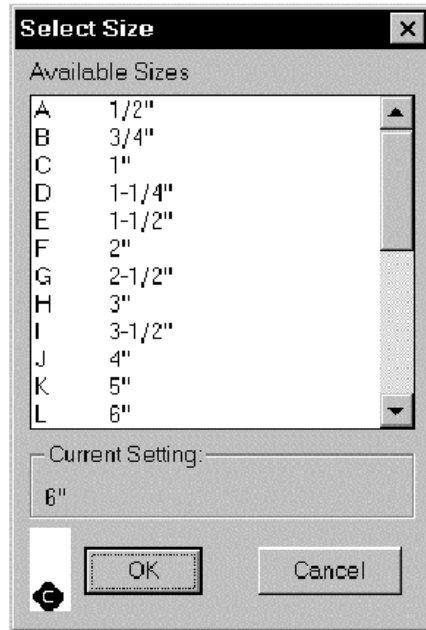 Select Size
Available Sizes
A 1/2"
B 3/4"
C 1"
D 1-1/4"
E 1-1/2"
F 2"
G 2-1/2"
H 3"
I 3-1/2"
J 4"
K 5"
L 6"
Current Setting:
6"
C
OK Cancel